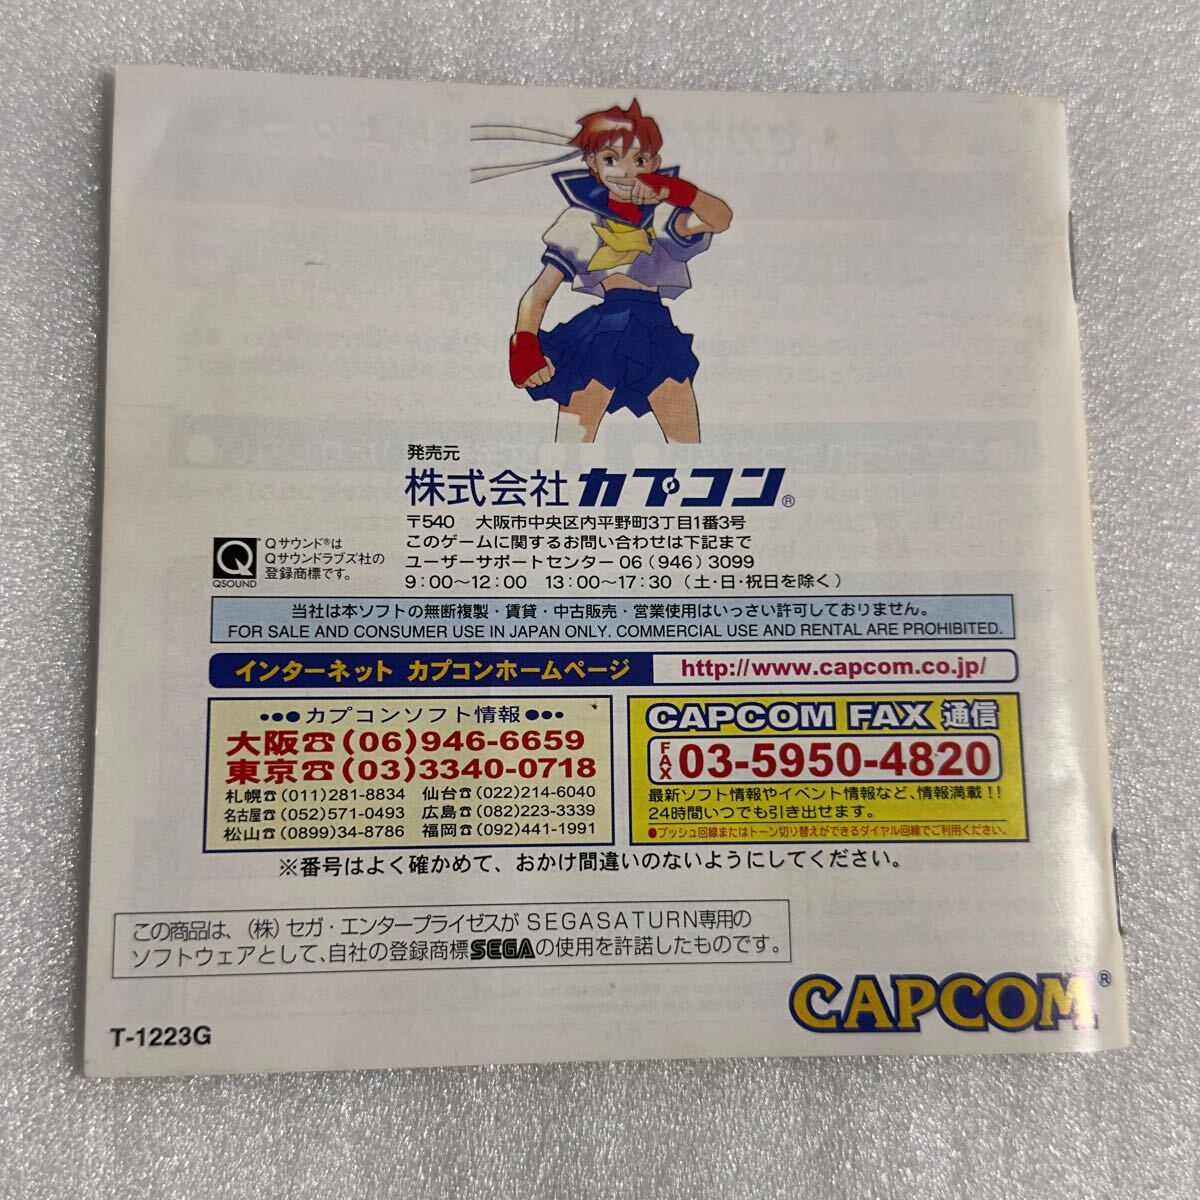 発売元
株式会社カプコン®
〒540 大阪市中央区内平野町3丁目1番3号
このゲームに関するお問い合わせは下記まで
ユーザーサポートセンター 06(946)3099
9:00〜12:00 13:00〜17:30(土・日・祝日を除く)
Q
QSOUND
Qサウンド®は
Qサウンドラブズ社の
登録商標です。
当社は本ソフトの無断複製・賃貸・中古販売・営業使用はいっさい許可しておりません。
FOR SALE AND CONSUMER USE IN JAPAN ONLY. COMMERCIAL USE AND RENTAL ARE PROHIBITED.
インターネット カプコンホームページ http://www.capcom.co.jp/
●●●カプコンソフト情報●●●
大阪☎(06)946-6659
東京☎(03)3340-0718
札幌☎(011)281-8834 仙台☎(022)214-6040
名古屋☎(052)571-0493 広島☎(082)223-3339
松山☎(0899)34-8786 福岡☎(092)441-1991
CAPCOM FAX 通信
FAX 03-5950-4820
最新ソフト情報やイベント情報など、情報満載!!
24時間いつでも引き出せます。
●プッシュ回線またはトーン切り替えができるダイヤル回線でご利用ください。
※番号はよく確かめて、おかけ間違いのないようにしてください。
この商品は、(株)セガ・エンタープライゼスが SEGASATURN専用の
ソフトウェアとして、自社の登録商標SEGAの使用を許諾したものです。
CAPCOM®
T-1223G